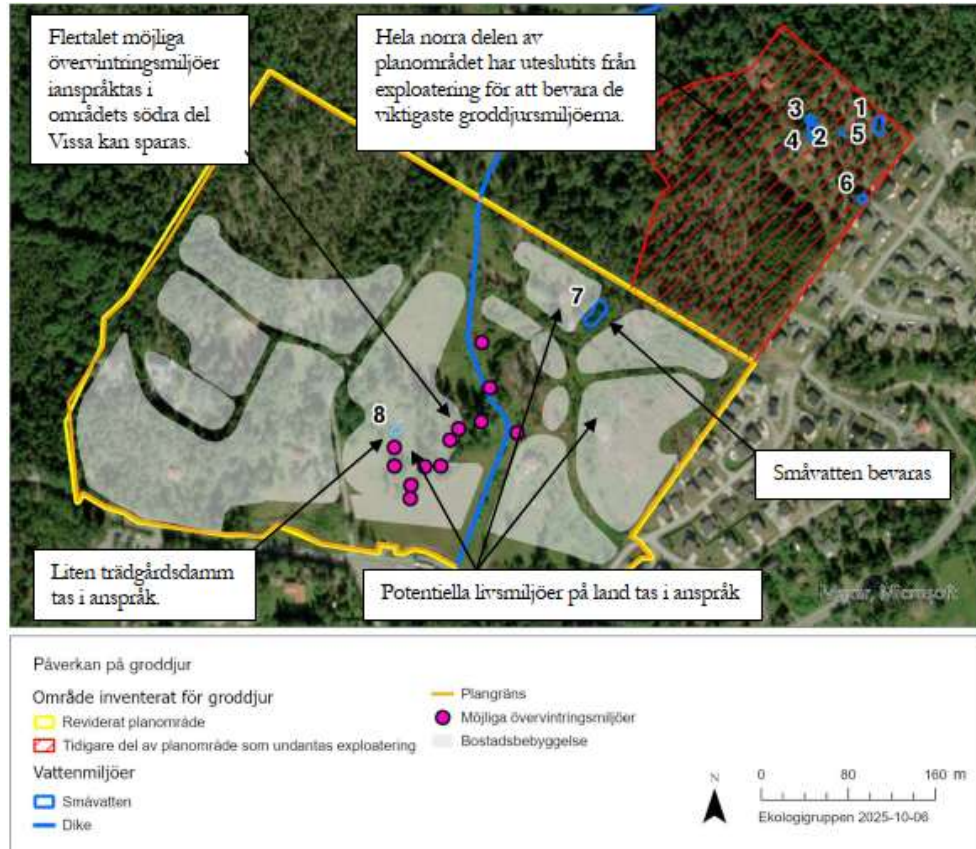 Flertalet möjliga
övervintringsmiljöer
ianspråktas i
områdets södra del
Vissa kan sparas.
Hela norra delen av
planområdet har uteslutits från
exploatering för att bevara de
viktigaste groddjursmiljöerna.
3
1
4
2
5
6
7
8
Småvatten bevaras
Liten trädgårdsdamm
tas i anspråk.
Potentiella livsmiljöer på land tas i anspråk
Microsoft
Påverkan på groddjur
Område inventerat för groddjur
Reviderat planområde
Tidigare del av planområde som undantas exploatering
Vattenmiljöer
Småvatten
Dike
Plangräns
Möjliga övervintringsmiljöer
Bostadsbebyggelse
N
0 80 160 m
Ekologigruppen 2025-10-06